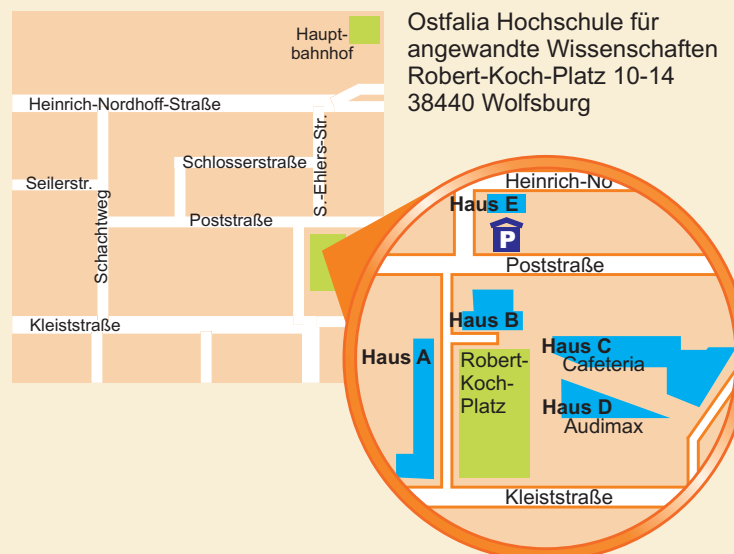 Ostfalia Hochschule für
angewandte Wissenschaften
Robert-Koch-Platz 10-14
38440 Wolfsburg
Haupt-
bahnhof
Heinrich-Nordhoff-Straße
Schlosserstraße
S.-Ehlers-Str.
Seilerstr.
Schachtweg
Poststraße
Kleiststraße
Heinrich-No
Haus E
P
Poststraße
Haus B
Haus A
Haus C
Cafeteria
Robert-
Koch-
Platz
Haus D
Audimax
Kleiststraße